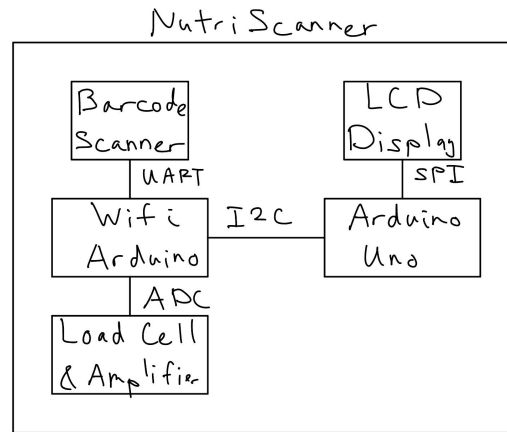 NutriScanner
Barcode
Scanner
LCD
Display
UART
SPI
Wifi
Arduino
I2C
Arduino
Uno
ADC
Load Cell
& Amplifier